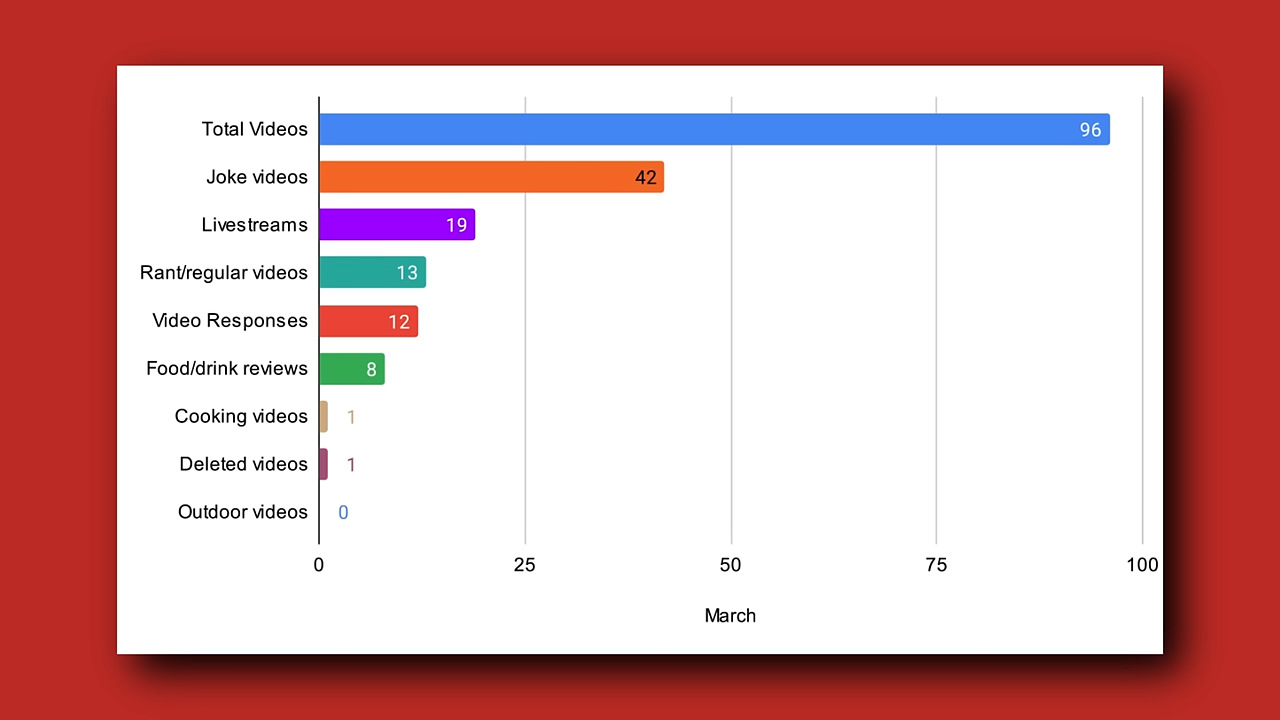 Total Videos 96
Joke videos 42
Livestreams 19
Rant/regular videos 13
Video Responses 12
Food/drink reviews 8
Cooking videos 1
Deleted videos 1
Outdoor videos 0
0 25 50 75 100
March